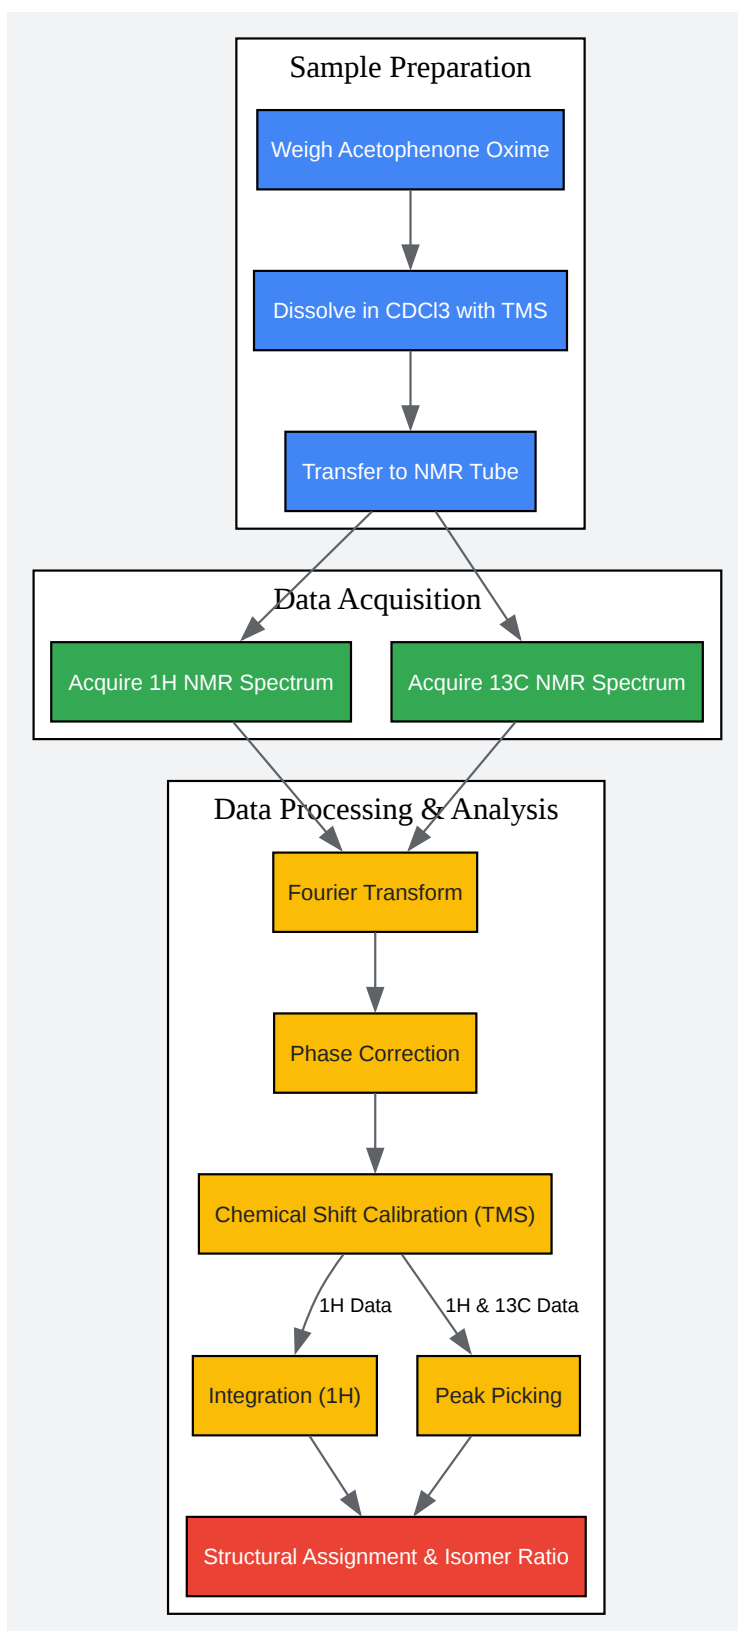 Sample Preparation
Weigh Acetophenone Oxime
Dissolve in CDCl3 with TMS
Transfer to NMR Tube
Data Acquisition
Acquire 1H NMR Spectrum
Acquire 13C NMR Spectrum
Data Processing & Analysis
Fourier Transform
Phase Correction
Chemical Shift Calibration (TMS)
1H Data
1H & 13C Data
Integration (1H)
Peak Picking
Structural Assignment & Isomer Ratio